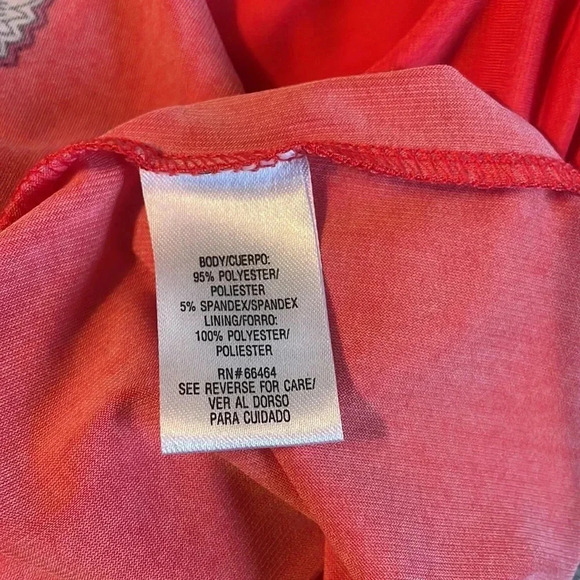 BODY/CUERPO:
95% POLYESTER/
POLIESTER
5% SPANDEX/SPANDEX
LINING/FORRO:
100% POLYESTER/
POLIESTER
RN#66464
SEE REVERSE FOR CARE/
VER AL DORSO
PARA CUIDADO